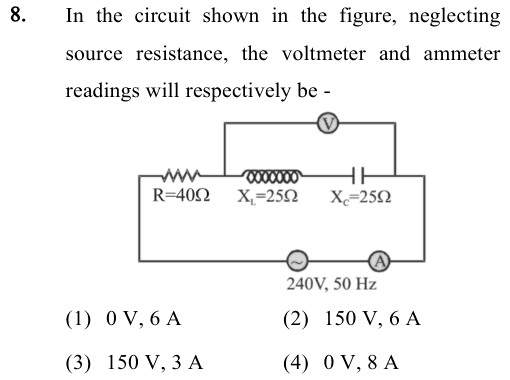 8. In the circuit shown in the figure, neglecting
source resistance, the voltmeter and ammeter
readings will respectively be -
V
R=40Ω X_L=25Ω X_c=25Ω
~ A
240V, 50 Hz
(1) 0 V, 6 A (2) 150 V, 6 A
(3) 150 V, 3 A (4) 0 V, 8 A